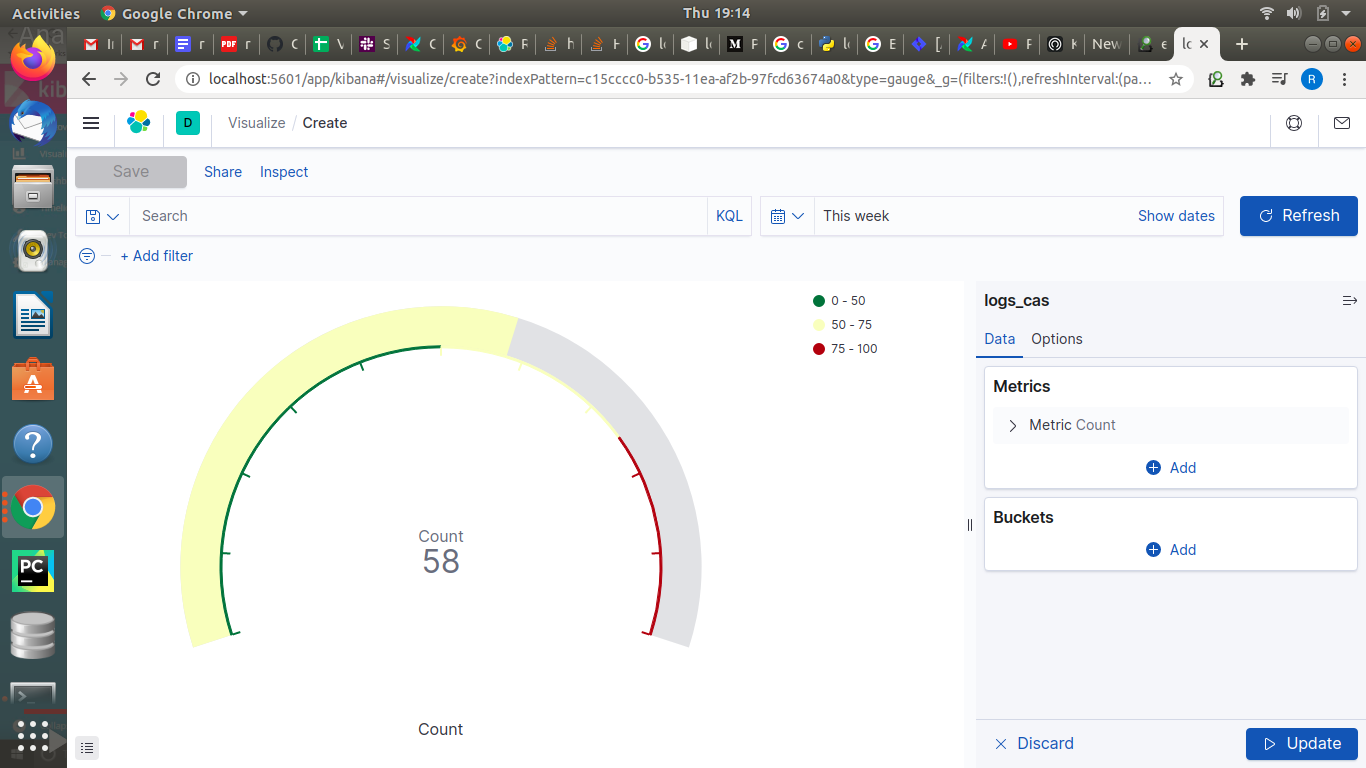 Activities Google Chrome Thu 19:14
localhost:5601/app/kibana#/visualize/create?indexPattern=c15cccc0-b535-11ea-af2b-97fcd63674a0&type=gauge&_g=(filters:!(),refreshInterval:(pa… R
D Visualize / Create
Save Share Inspect
Search KQL This week Show dates Refresh
+ Add filter
0 - 50
50 - 75
75 - 100
Count
58
Count
logs_cas
Data Options
Metrics
Metric Count
Add
Buckets
Add
Discard Update